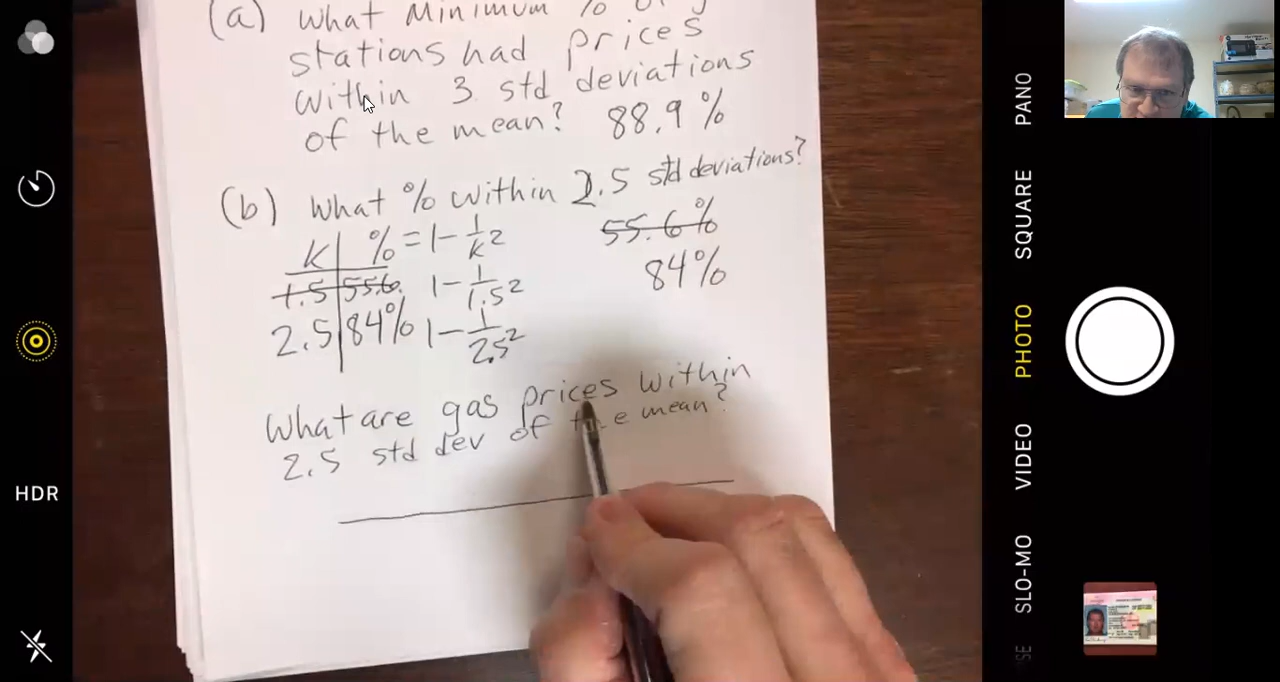 (a) What Minimum %
stations had prices
within 3 std deviations
of the mean? 88.9%
(b) What % within 2.5 std deviations?
K % = 1 - 1/K2
55.6%
1.5 55.6 1 - 1/1.52
84%
2.5 84% 1 - 1/2.52
What are gas prices within
2.5 std dev of the mean?
HDR
PANO
SQUARE
PHOTO
VIDEO
SLO-MO
SE